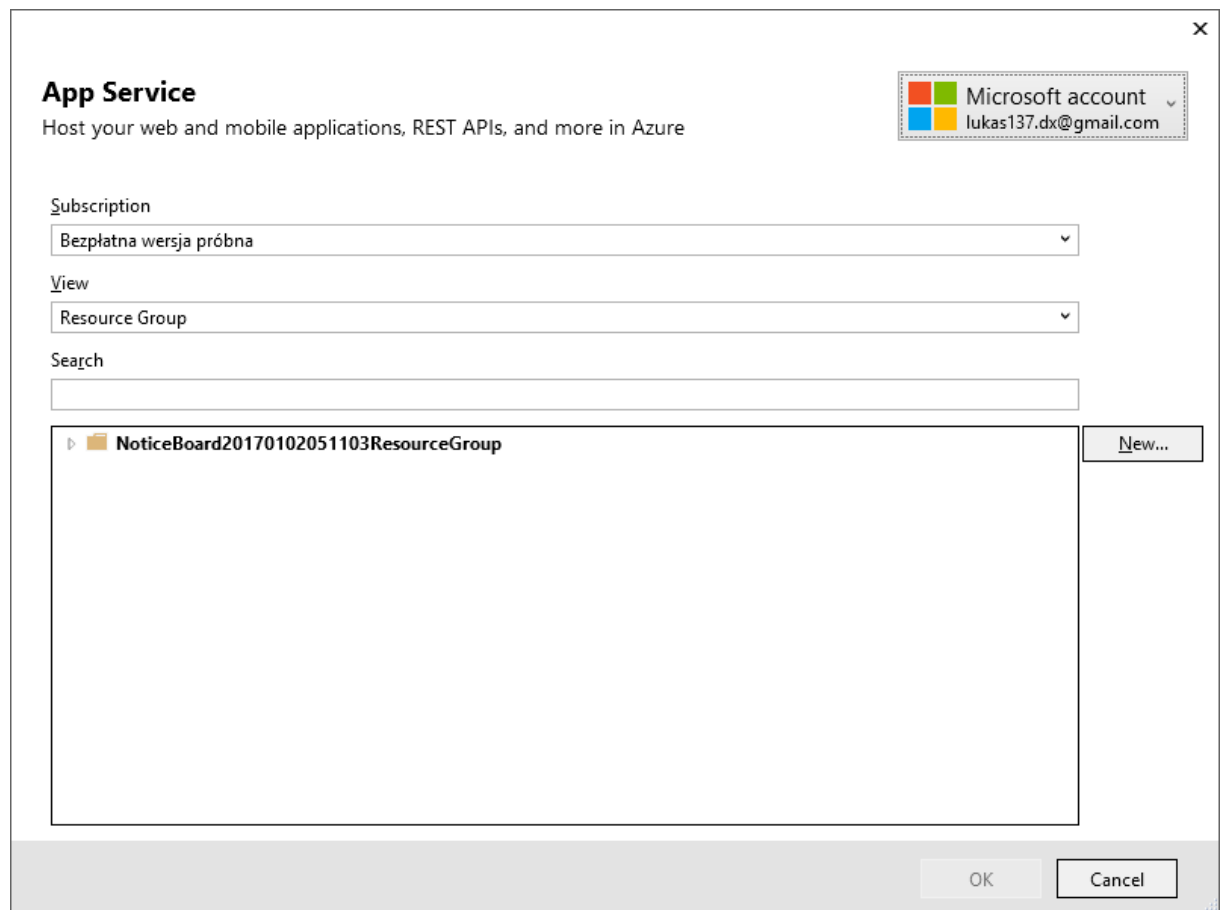 App Service
Host your web and mobile applications, REST APIs, and more in Azure
Microsoft account
lukas137.dx@gmail.com
Subscription
Bezpłatna wersja próbna
View
Resource Group
Search
NoticeBoard20170102051103ResourceGroup
New...
OK
Cancel